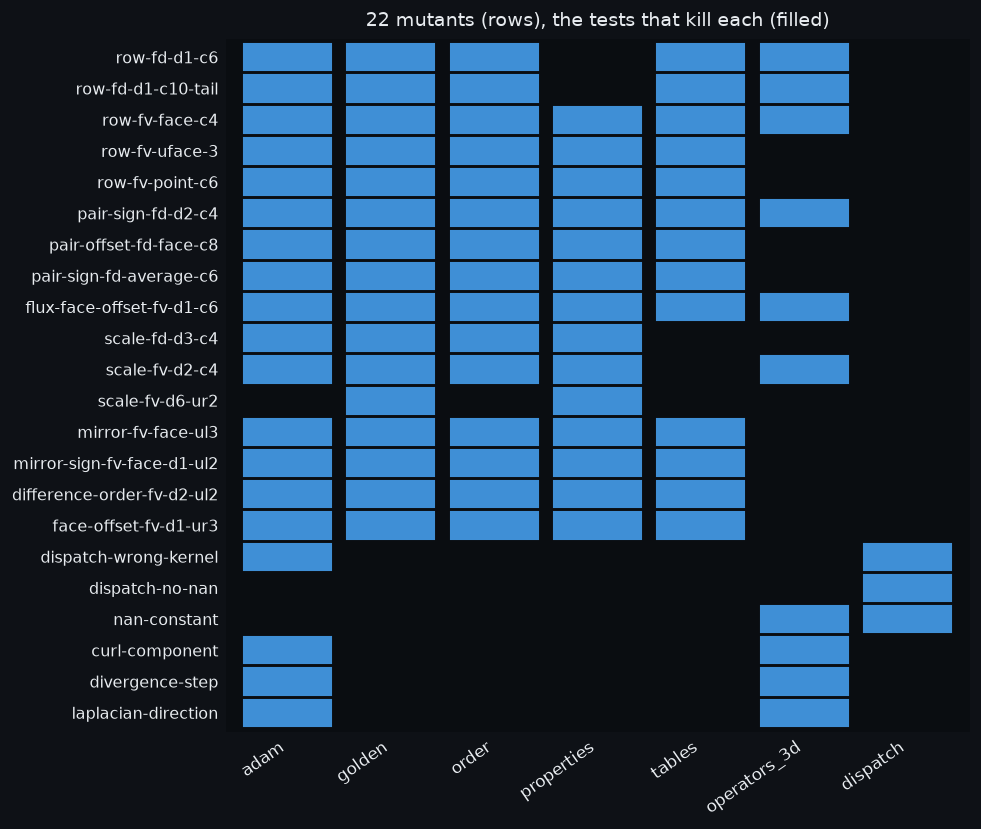 22 mutants (rows), the tests that kill each (filled)
row-fd-d1-c6
row-fd-d1-c10-tail
row-fv-face-c4
row-fv-uface-3
row-fv-point-c6
pair-sign-fd-d2-c4
pair-offset-fd-face-c8
pair-sign-fd-average-c6
flux-face-offset-fv-d1-c6
scale-fd-d3-c4
scale-fv-d2-c4
scale-fv-d6-ur2
mirror-fv-face-ul3
mirror-sign-fv-face-d1-ul2
difference-order-fv-d2-ul2
face-offset-fv-d1-ur3
dispatch-wrong-kernel
dispatch-no-nan
nan-constant
curl-component
divergence-step
laplacian-direction
adam
golden
order
properties
tables
operators_3d
dispatch